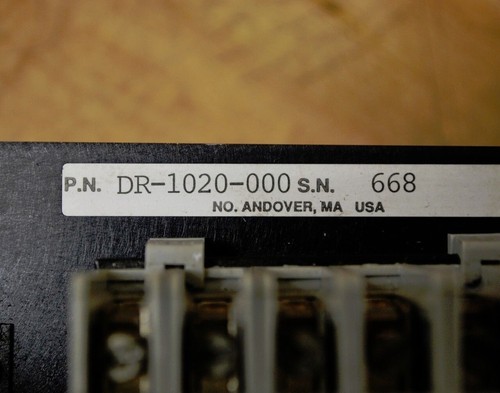 P.N. DR-1020-000 S.N. 668
NO. ANDOVER, MA USA